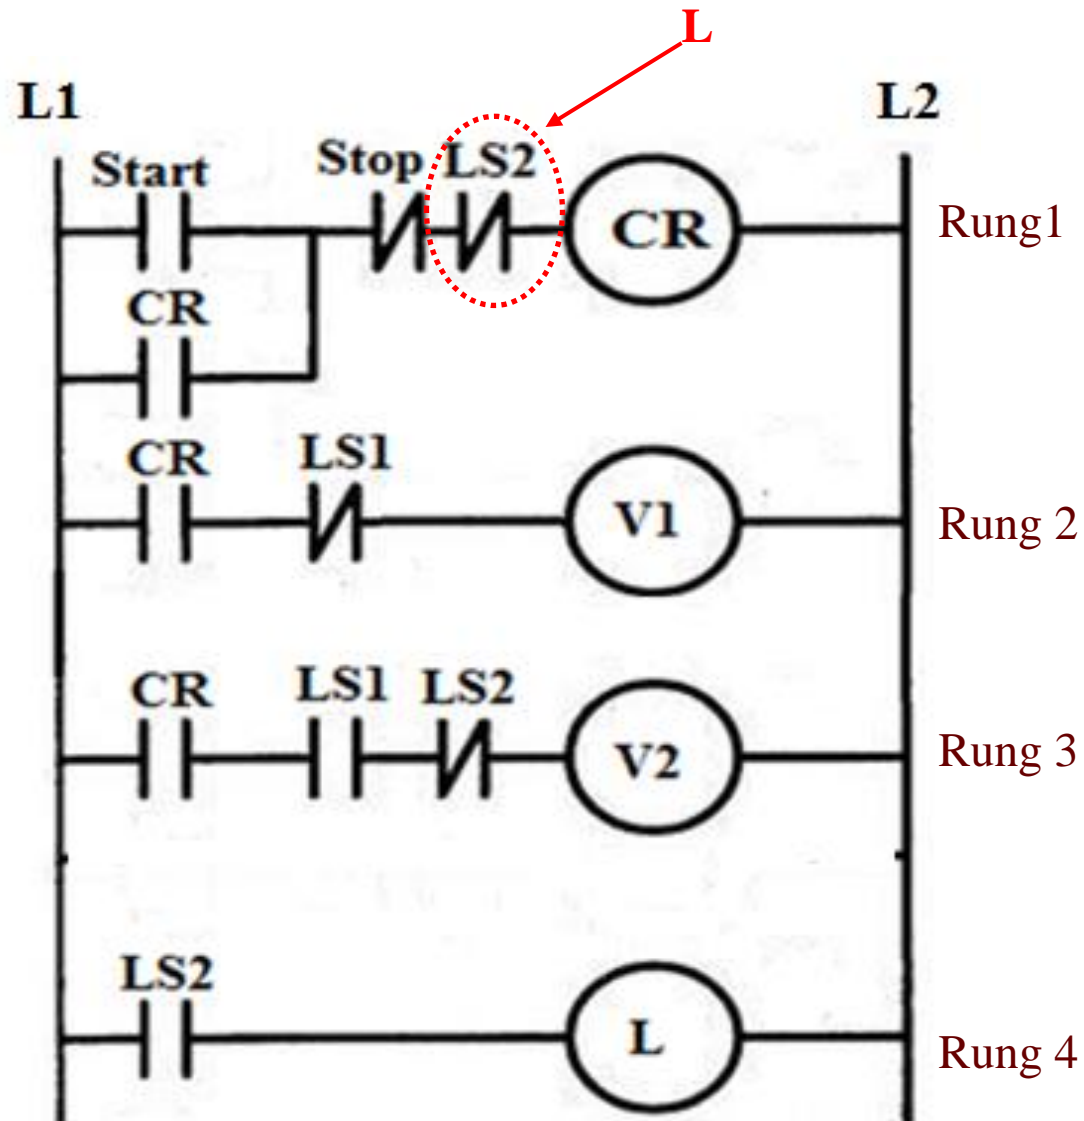 L
L1 L2
Start Stop LS2
CR Rung1
CR
CR LS1
V1 Rung 2
CR LS1 LS2
V2 Rung 3
LS2
L Rung 4